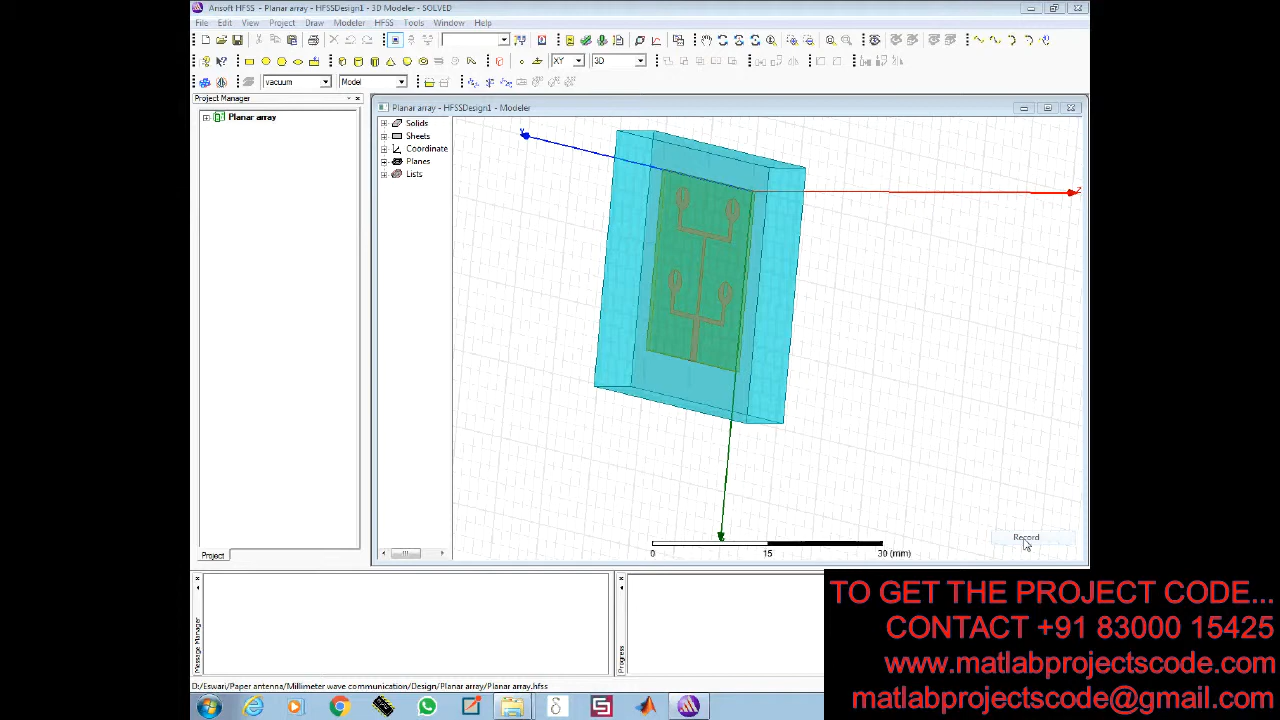 Ansoft HFSS - Planar array - HFSSDesign1 - 3D Modeler - SOLVED
File Edit View Project Draw Modeler HFSS Tools Window Help
XY 3D
vacuum Model
Project Manager
Planar array
Project
Planar array - HFSSDesign1 - Modeler
Solids
Sheets
Coordinate
Planes
Lists
Z
Record
0 15 30 (mm)
Message Manager
Progress
D:/Eswari/Paper antenna/Millimeter wave communication/Design/Planar array/Planar array.hfss
TO GET THE PROJECT CODE...
CONTACT +91 83000 15425
www.matlabprojectscode.com
matlabprojectscode@gmail.com